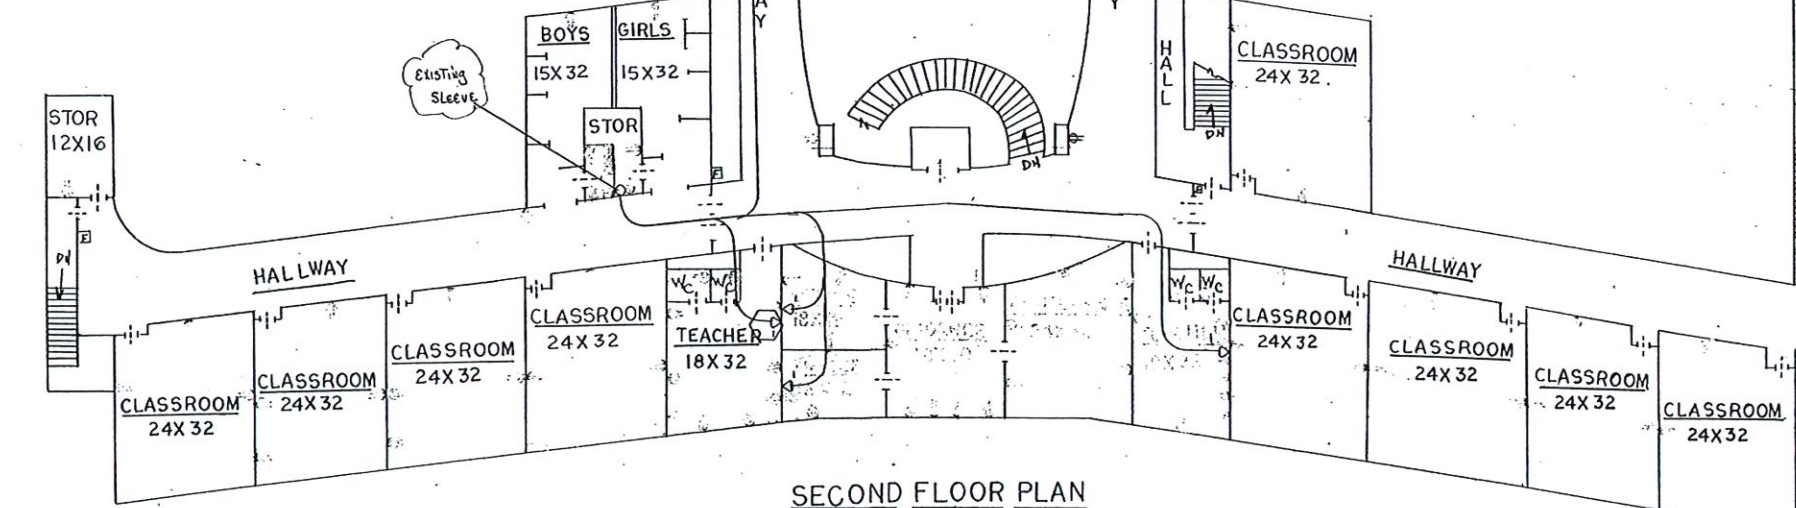 AY
Y
BOYS
GIRLS
15X32
15X32
EXISTING
SLEEVE
HALL
CLASSROOM
24X32.
STOR
12X16
STOR
DN
DN
F
DN
F
HALLWAY
HALLWAY
WC
WC
WC
WC
CLASSROOM
24X32
TEACHER
18X32
CLASSROOM
24X32
CLASSROOM
24X32
CLASSROOM
24X32
CLASSROOM
24X32
CLASSROOM
24X32
CLASSROOM
24X32
CLASSROOM
24X32
SECOND FLOOR PLAN